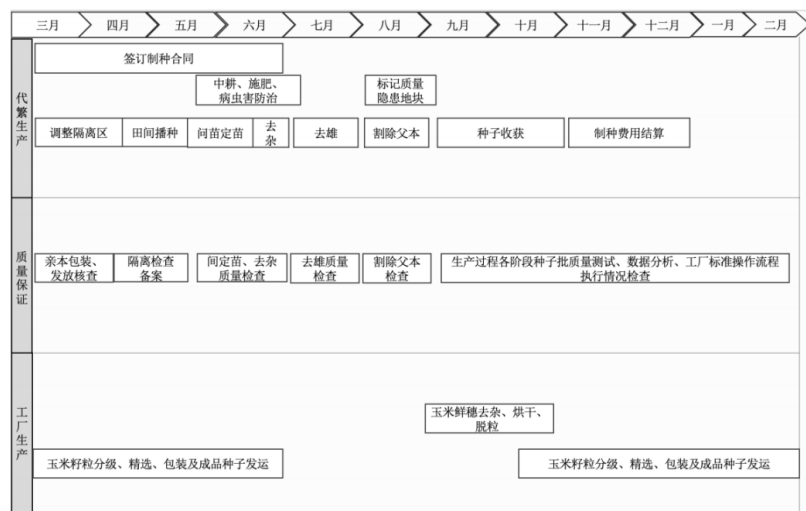 三月
四月
五月
六月
七月
八月
九月
十月
十一月
十二月
一月
二月
代繁生产
签订制种合同
中耕、施肥、
病虫害防治
标记质量
隐患地块
调整隔离区
田间播种
问苗定苗
去
杂
去雄
割除父本
种子收获
制种费用结算
质量保证
亲本包装、
发放核查
隔离检查
备案
间定苗、去杂
质量检查
去雄质量
检查
割除父本
检查
生产过程各阶段种子批质量测试、数据分析、工厂标准操作流程
执行情况检查
工厂生产
玉米鲜穗去杂、烘干、
脱粒
玉米籽粒分级、精选、包装及成品种子发运
玉米籽粒分级、精选、包装及成品种子发运